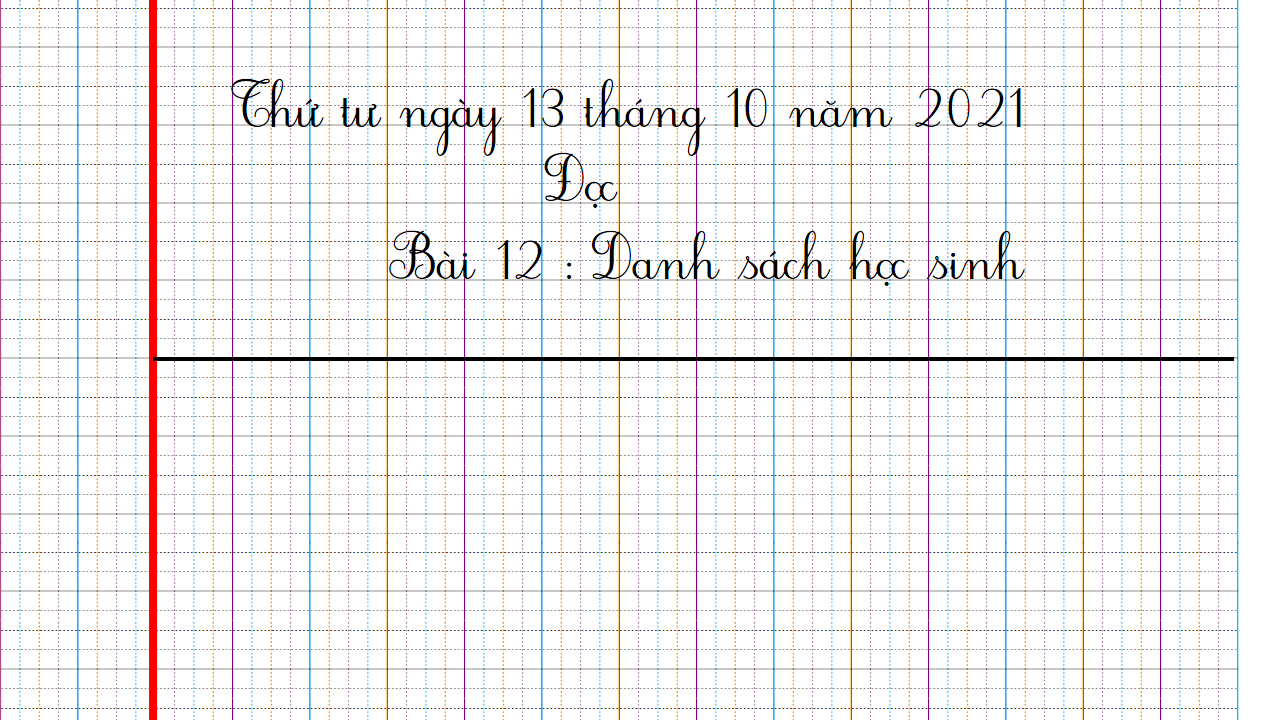 Thứ tư ngày 13 tháng 10 năm 2021
Đọc
Bài 12 : Danh sách học sinh